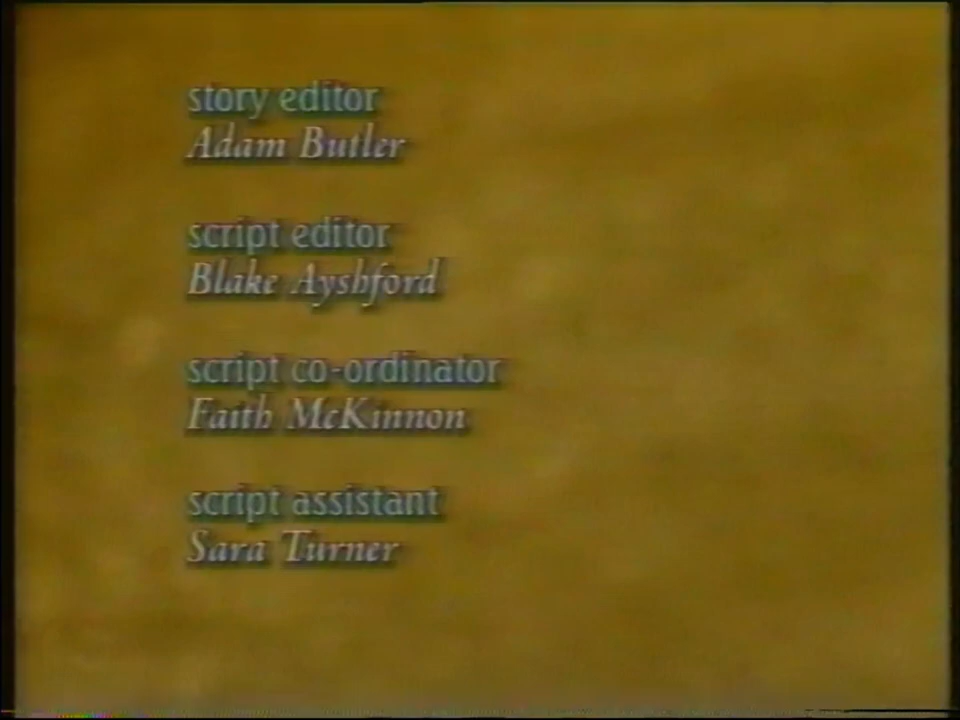 story editor
Adam Butler
script editor
Blake Ayshford
script co-ordinator
Faith McKinnon
script assistant
Sara Turner